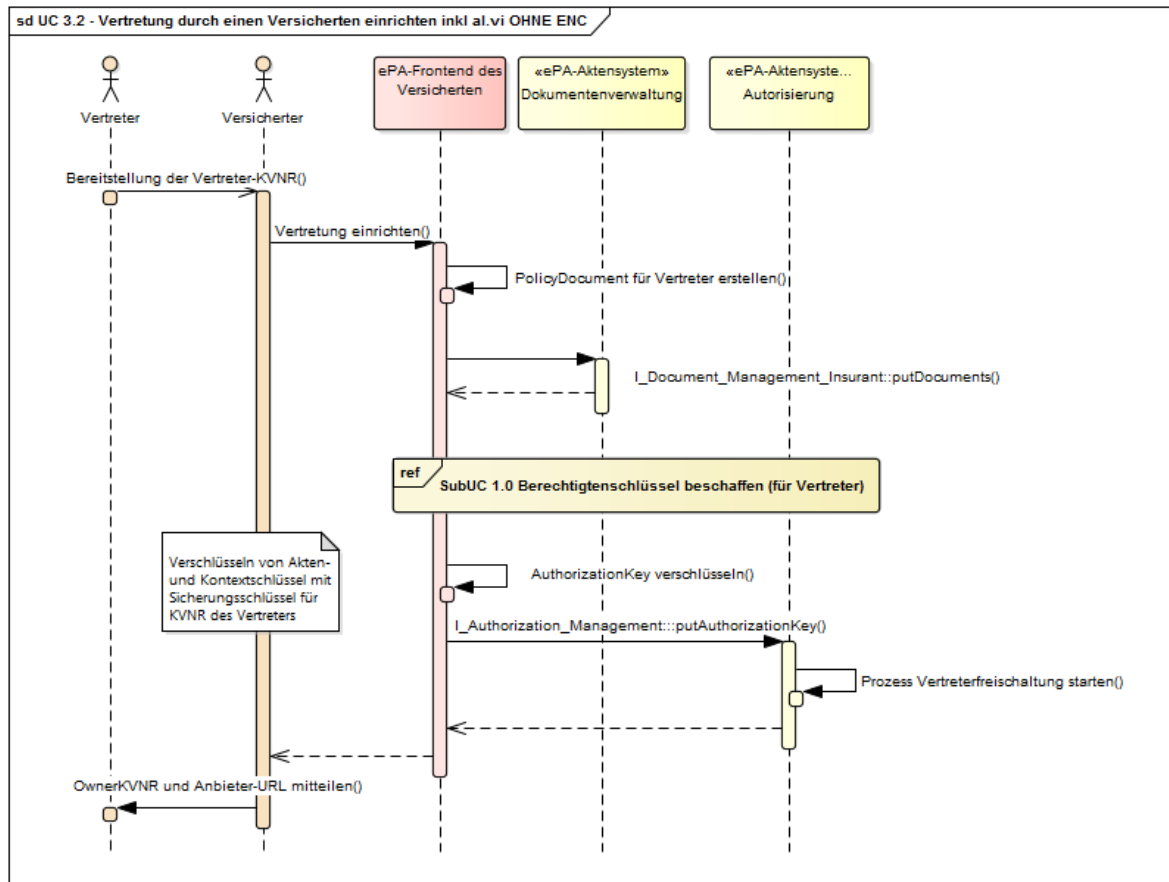 sd UC 3.2 - Vertretung durch einen Versicherten einrichten inkl al.vi OHNE ENC
Vertreter
Versicherter
ePA-Frontend des
Versicherten
«ePA-Aktensystem»
Dokumentenverwaltung
«ePA-Aktensyste...
Autorisierung
Bereitstellung der Vertreter-KVNR()
Vertretung einrichten()
PolicyDocument für Vertreter erstellen()
I_Document_Management_Insurant::putDocuments()
ref
SubUC 1.0 Berechtigtenschlüssel beschaffen (für Vertreter)
Verschlüsseln von Akten-
und Kontextschlüssel mit
Sicherungsschlüssel für
KVNR des Vertreters
AuthorizationKey verschlüsseln()
I_Authorization_Management:::putAuthorizationKey()
Prozess Vertreterfreischaltung starten()
OwnerKVNR und Anbieter-URL mitteilen()